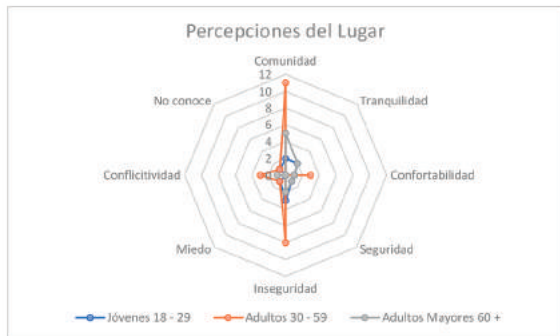 Percepciones del Lugar
Comunidad
12
10
8
6
4
2
0
No conoce
Tranquilidad
Conflicitividad
Confortabilidad
Miedo
Seguridad
Inseguridad
Jóvenes 18 - 29
Adultos 30 - 59
Adultos Mayores 60 +